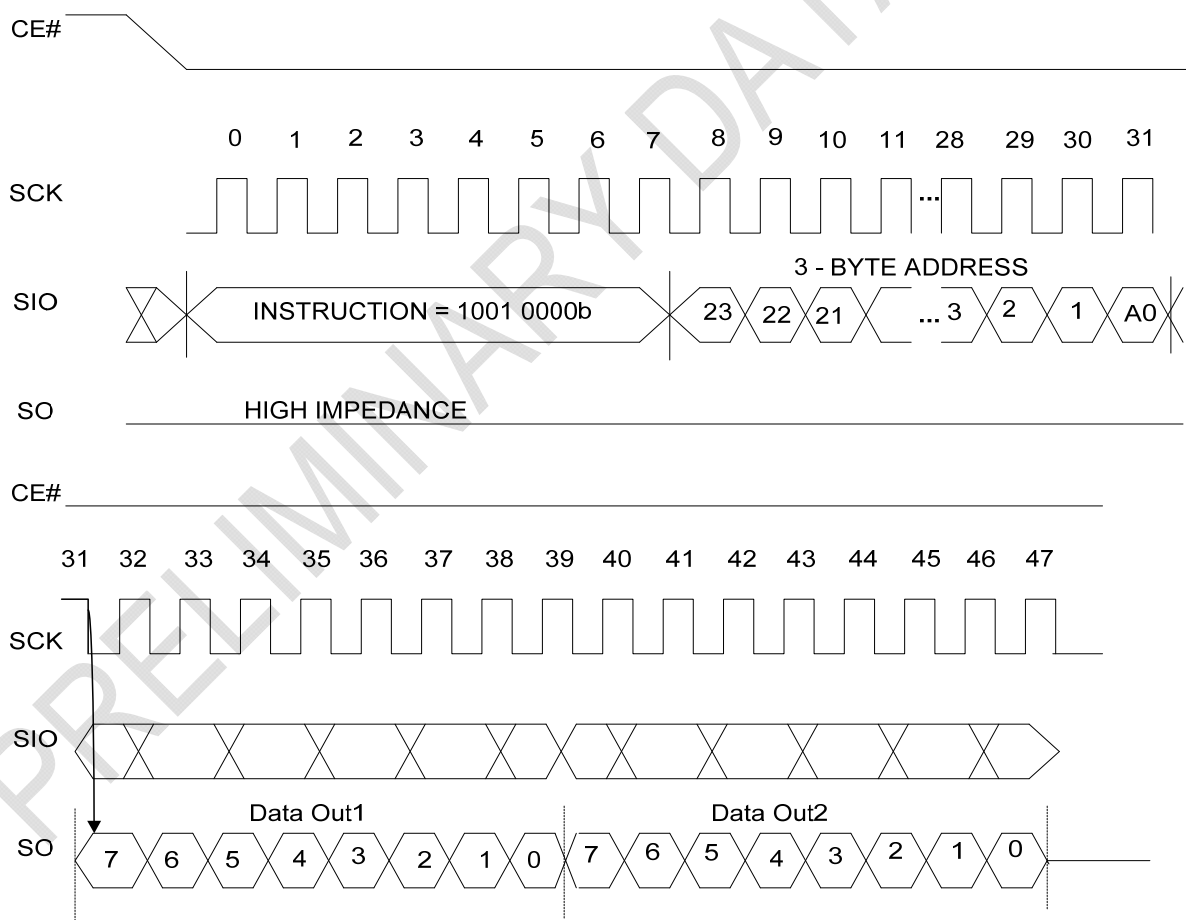 CE#
0 1 2 3 4 5 6 7 8 9 10 11 28 29 30 31
SCK ...
3 - BYTE ADDRESS
SIO INSTRUCTION = 1001 0000b 23 22 21 ... 3 2 1 A0
SO HIGH IMPEDANCE
CE#
31 32 33 34 35 36 37 38 39 40 41 42 43 44 45 46 47
SCK
SIO
Data Out1 Data Out2
SO 7 6 5 4 3 2 1 0 7 6 5 4 3 2 1 0
PRELIMINARY DATA